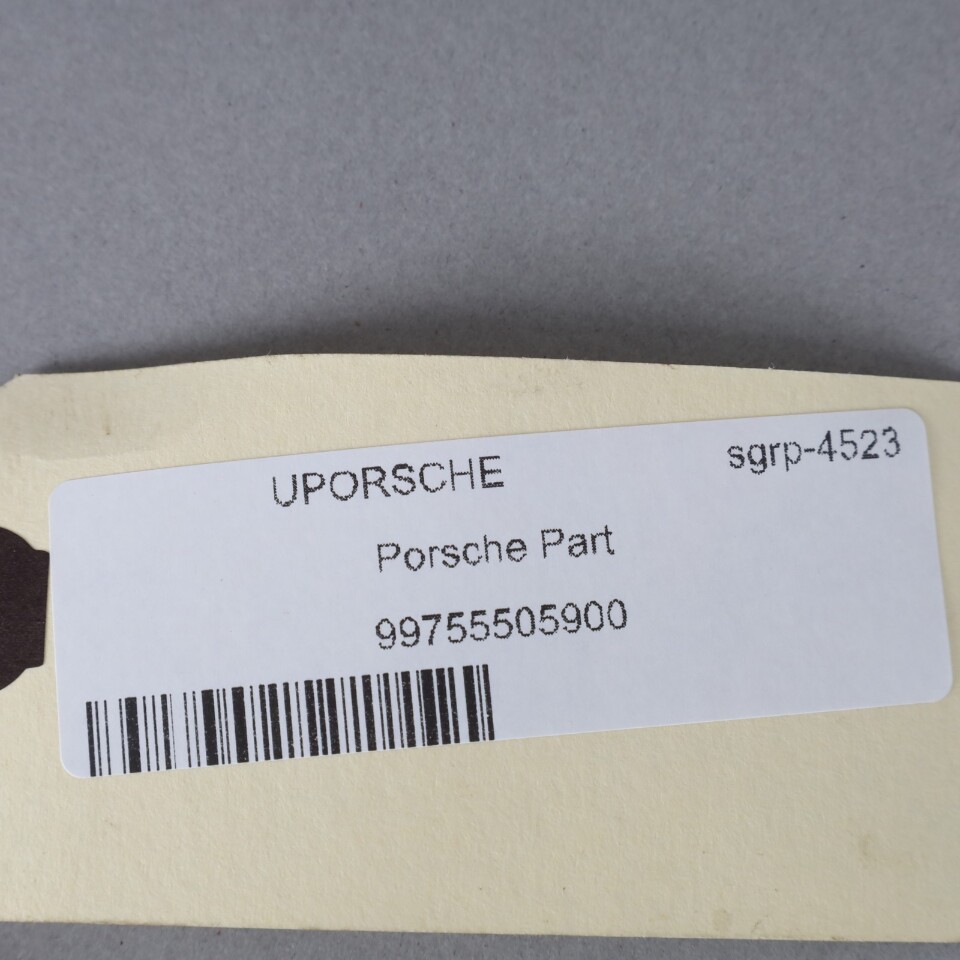 UPORSCHE
sgrp-4523
Porsche Part
99755505900